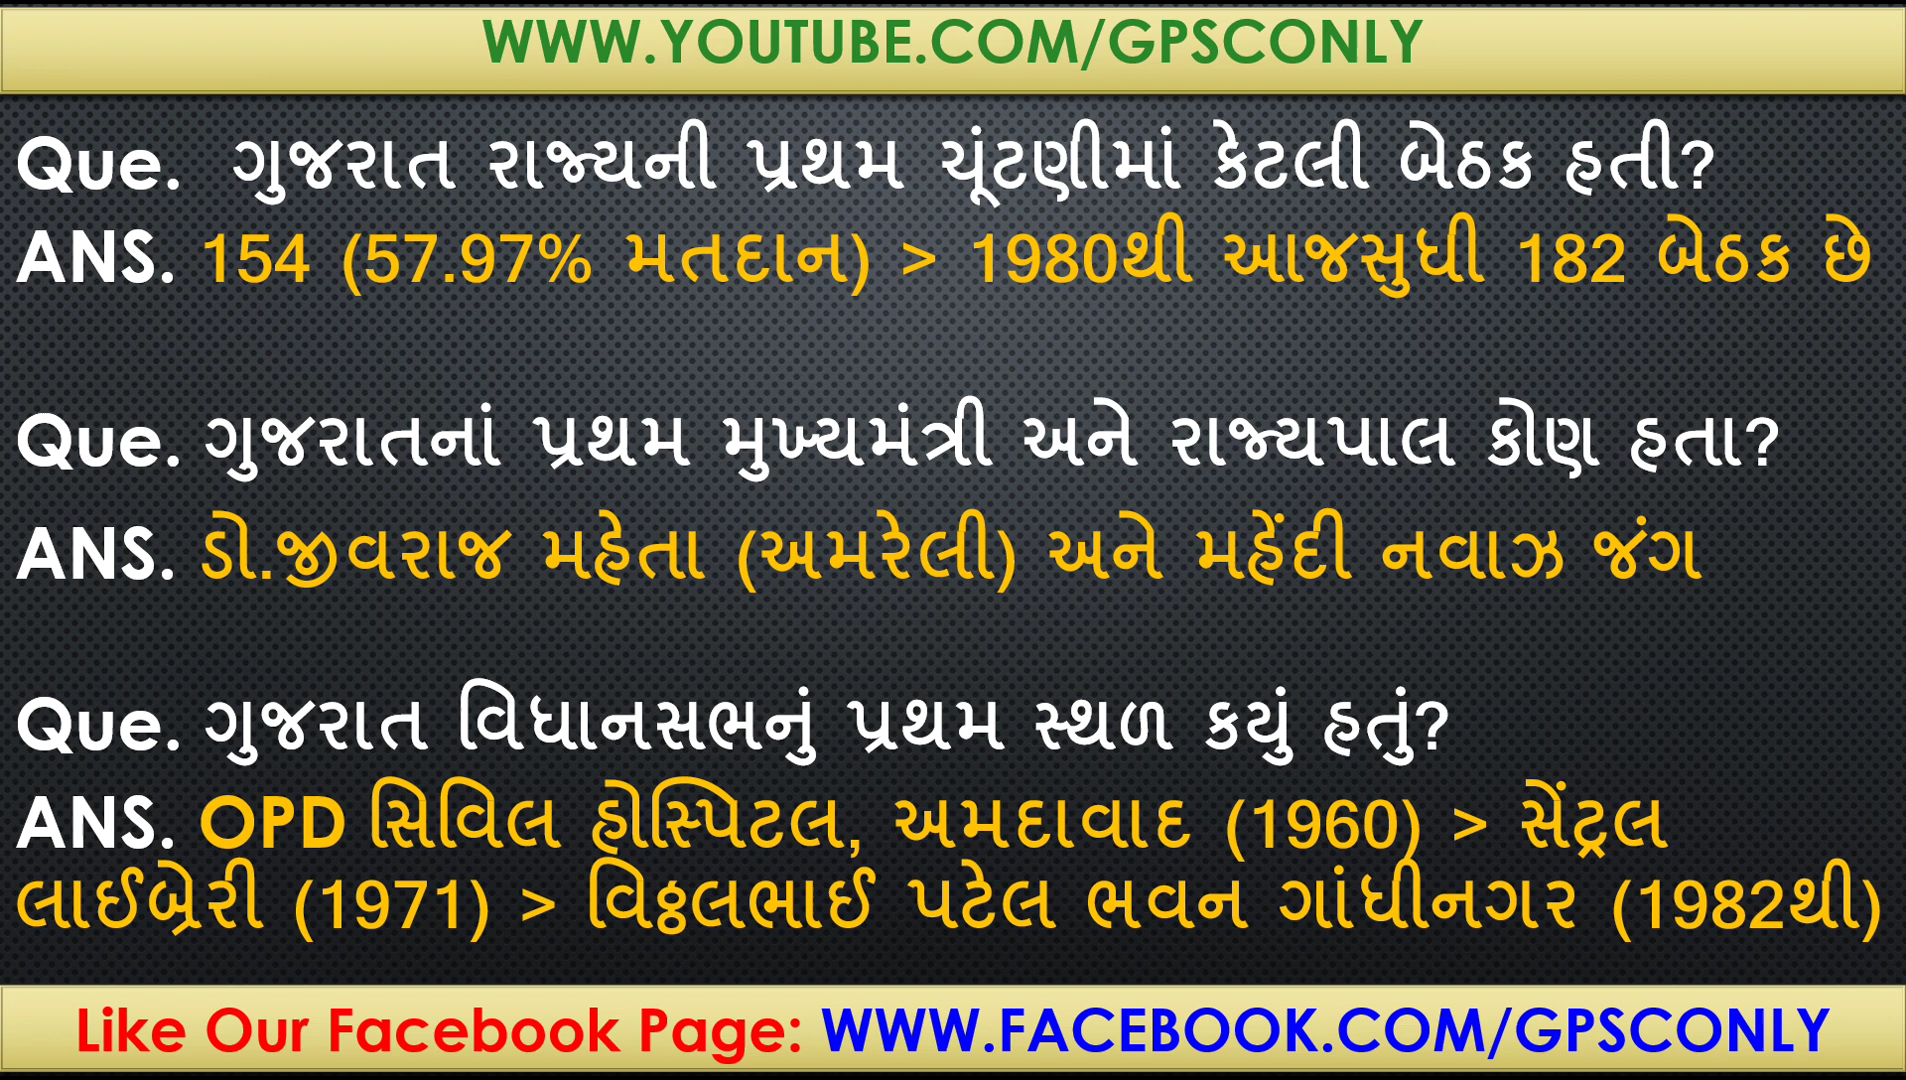 WWW.YOUTUBE.COM/GPSCONLY
Que. ગુજરાત રાજ્યની પ્રથમ ચૂંટણીમાં કેટલી બેઠક હતી?
ANS. 154 (57.97% મતદાન) > 1980થી આજસુધી 182 બેઠક છે
Que. ગુજરાતનાં પ્રથમ મુખ્યમંત્રી અને રાજ્યપાલ કોણ હતા?
ANS. ડો.જીવરાજ મહેતા (અમરેલી) અને મહેંદી નવાઝ જંગ
Que. ગુજરાત વિધાનસભનું પ્રથમ સ્થળ કયું હતું?
ANS. OPD સિવિલ હોસ્પિટલ, અમદાવાદ (1960) > સેંટ્રલ
લાઈબ્રેરી (1971) > વિઠ્ઠલભાઈ પટેલ ભવન ગાંધીનગર (1982થી)
Like Our Facebook Page: WWW.FACEBOOK.COM/GPSCONLY